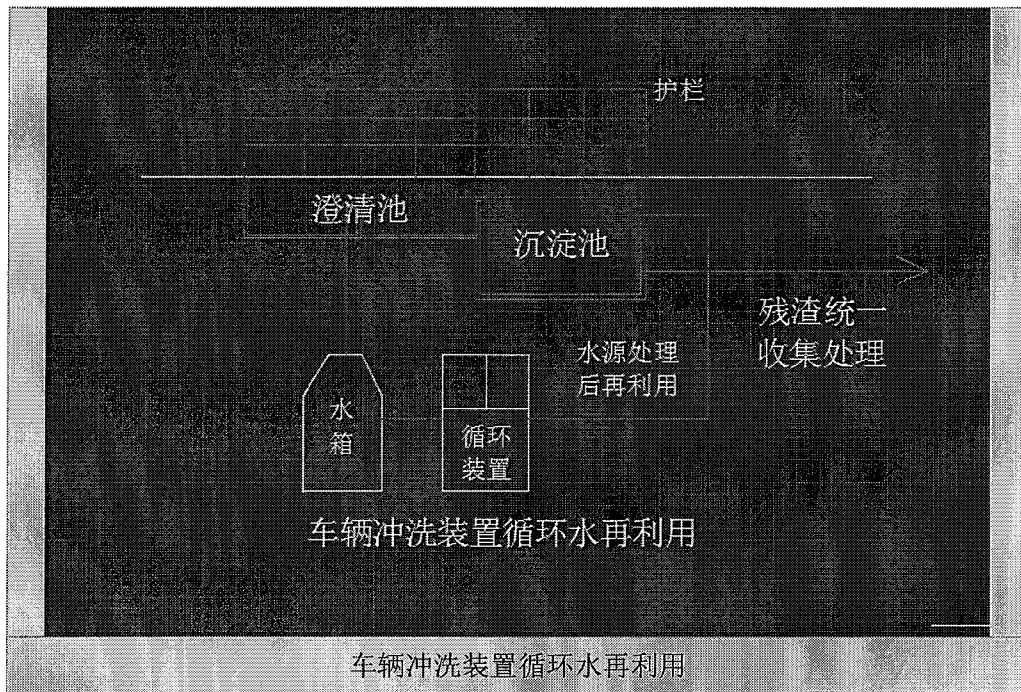 护栏
澄清池
沉淀池
残渣统一
收集处理
水源处理
后再利用
水
箱
循环
装置
车辆冲洗装置循环水再利用
车辆冲洗装置循环水再利用